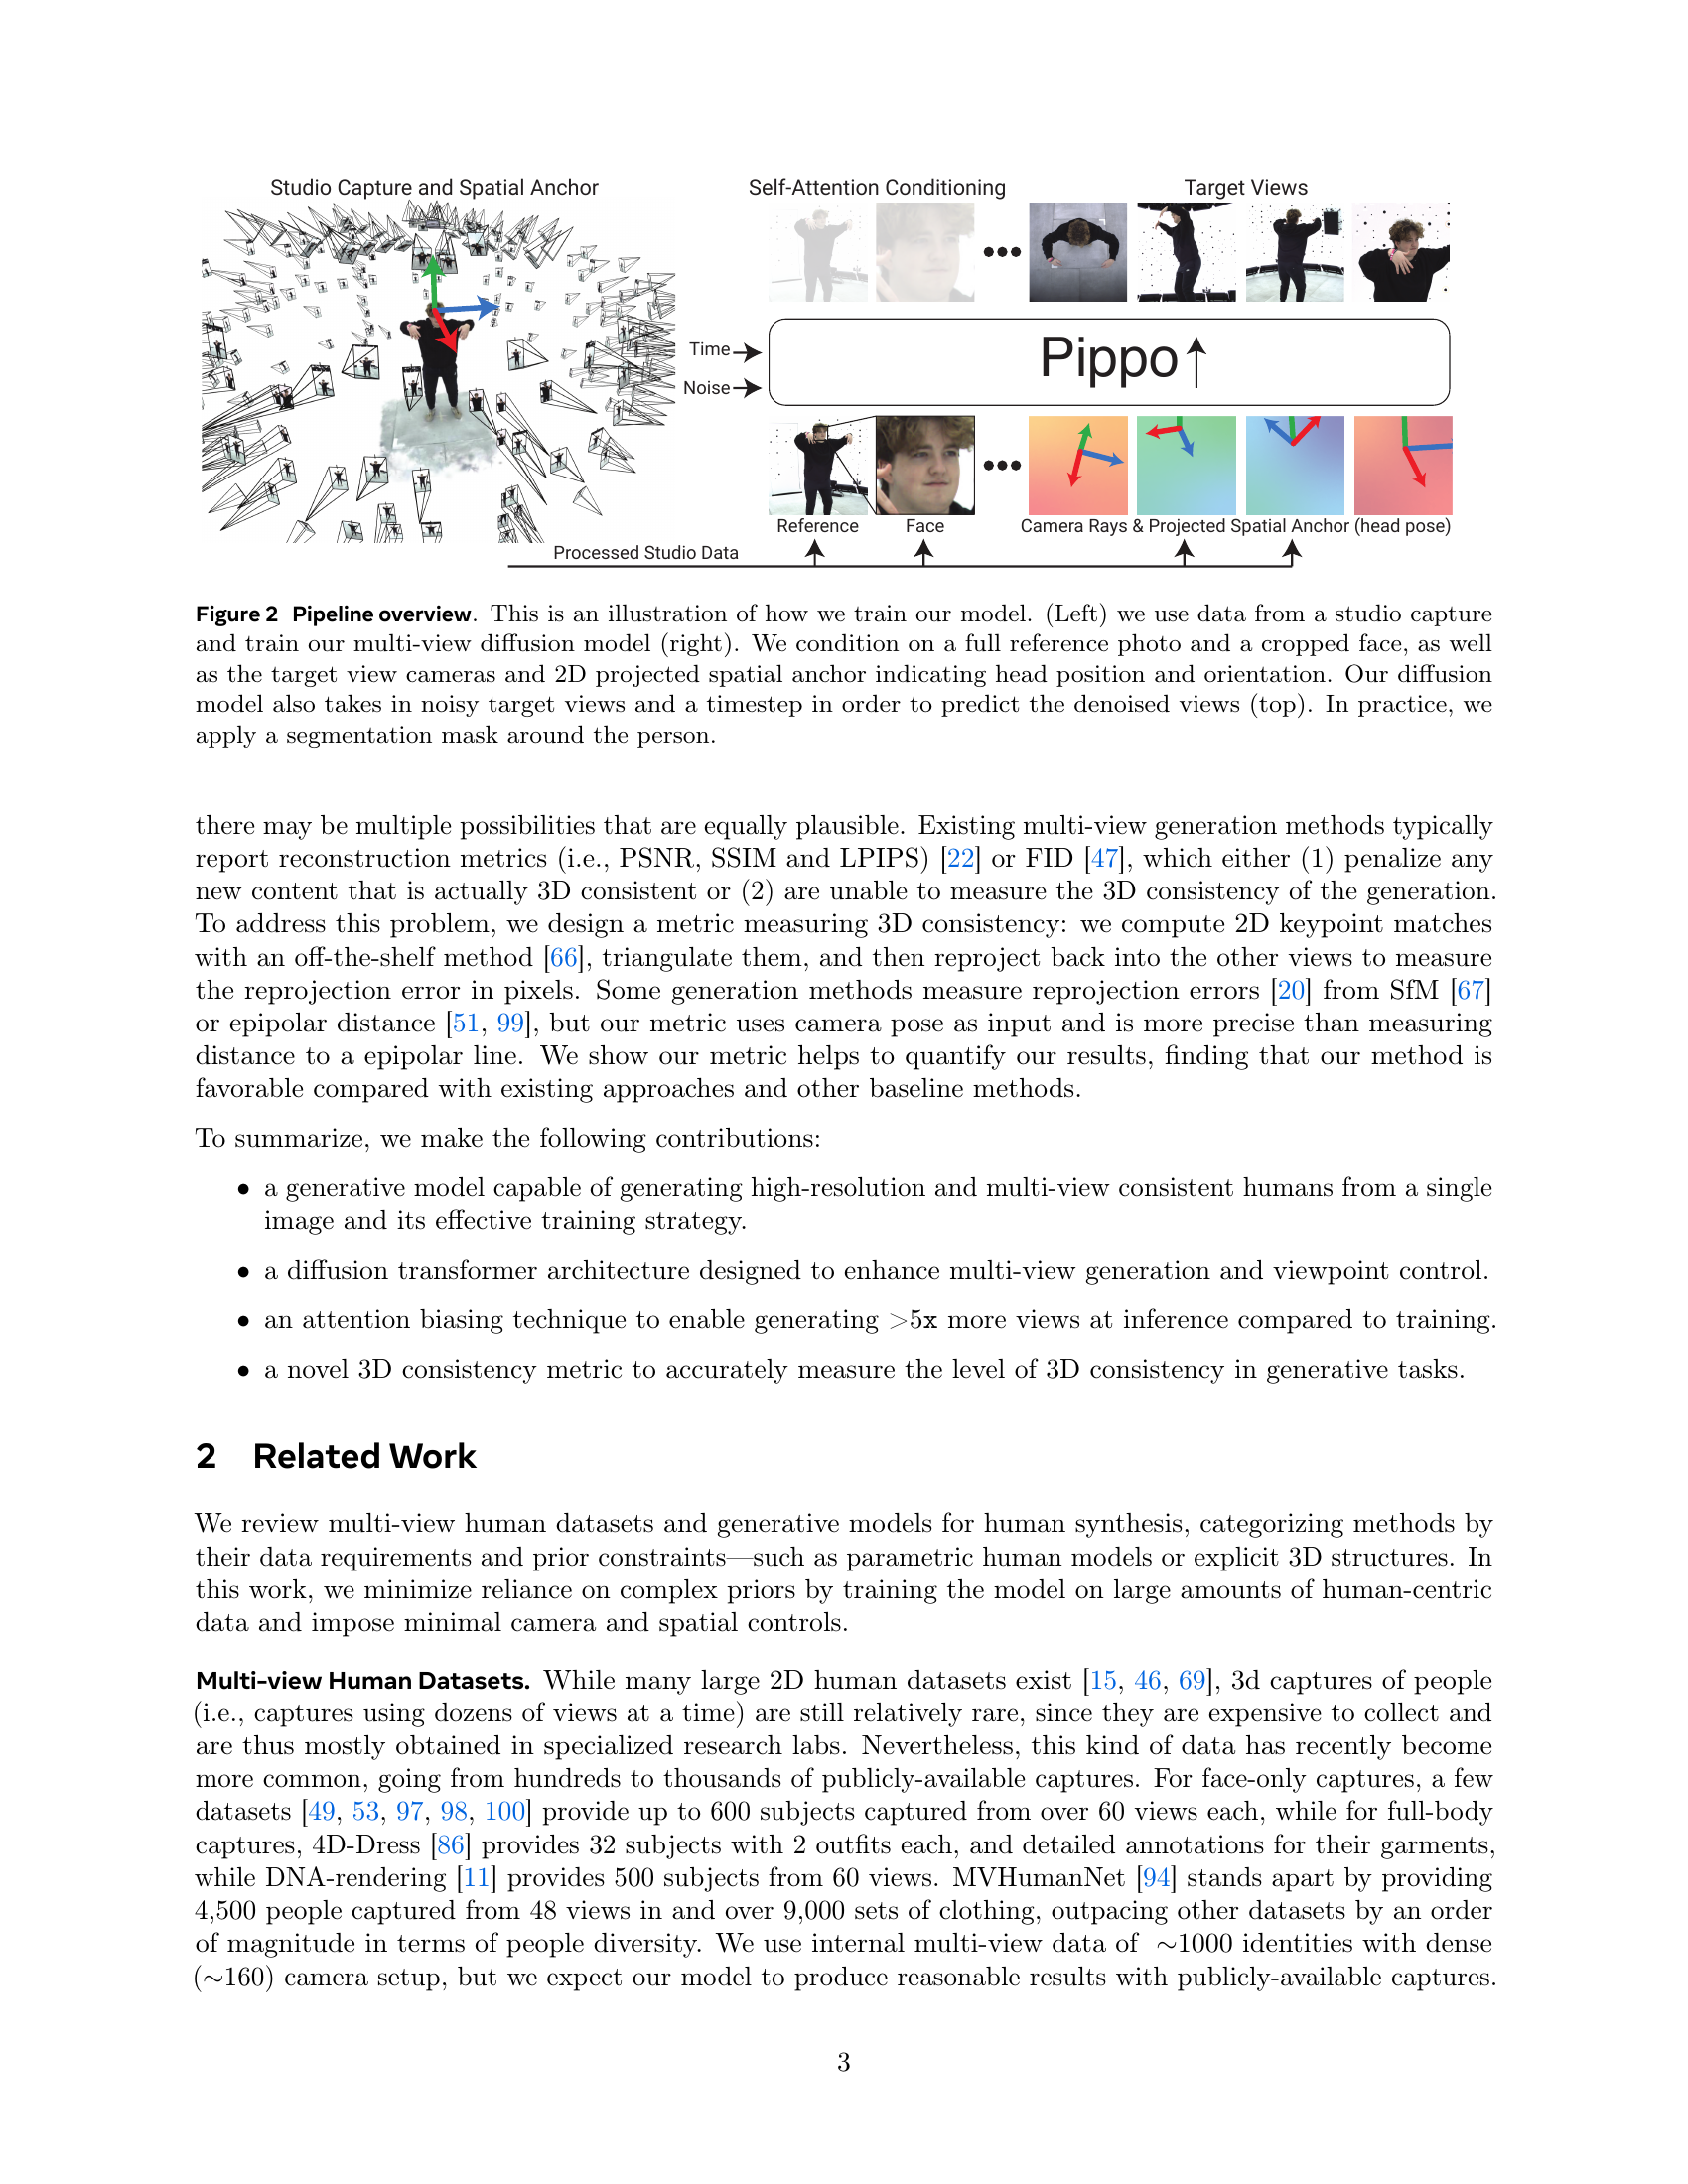 Studio Capture and Spatial Anchor
Self-Attention Conditioning
Target Views
Time
Noise
Pippo
Reference
Face
Camera Rays & Projected Spatial Anchor (head pose)
Processed Studio Data
Figure 2 Pipeline overview. This is an illustration of how we train our model. (Left) we use data from a studio capture
and train our multi-view diffusion model (right). We condition on a full reference photo and a cropped face, as well
as the target view cameras and 2D projected spatial anchor indicating head position and orientation. Our diffusion
model also takes in noisy target views and a timestep in order to predict the denoised views (top). In practice, we
apply a segmentation mask around the person.
there may be multiple possibilities that are equally plausible. Existing multi-view generation methods typically
report reconstruction metrics (i.e., PSNR, SSIM and LPIPS) [22] or FID [47], which either (1) penalize any
new content that is actually 3D consistent or (2) are unable to measure the 3D consistency of the generation.
To address this problem, we design a metric measuring 3D consistency: we compute 2D keypoint matches
with an off-the-shelf method [66], triangulate them, and then reproject back into the other views to measure
the reprojection error in pixels. Some generation methods measure reprojection errors [20] from SfM [67]
or epipolar distance [51, 99], but our metric uses camera pose as input and is more precise than measuring
distance to a epipolar line. We show our metric helps to quantify our results, finding that our method is
favorable compared with existing approaches and other baseline methods.
To summarize, we make the following contributions:
• a generative model capable of generating high-resolution and multi-view consistent humans from a single
image and its effective training strategy.
• a diffusion transformer architecture designed to enhance multi-view generation and viewpoint control.
• an attention biasing technique to enable generating >5x more views at inference compared to training.
• a novel 3D consistency metric to accurately measure the level of 3D consistency in generative tasks.
2 Related Work
We review multi-view human datasets and generative models for human synthesis, categorizing methods by
their data requirements and prior constraints—such as parametric human models or explicit 3D structures. In
this work, we minimize reliance on complex priors by training the model on large amounts of human-centric
data and impose minimal camera and spatial controls.
Multi-view Human Datasets. While many large 2D human datasets exist [15, 46, 69], 3d captures of people
(i.e., captures using dozens of views at a time) are still relatively rare, since they are expensive to collect and
are thus mostly obtained in specialized research labs. Nevertheless, this kind of data has recently become
more common, going from hundreds to thousands of publicly-available captures. For face-only captures, a few
datasets [49, 53, 97, 98, 100] provide up to 600 subjects captured from over 60 views each, while for full-body
captures, 4D-Dress [86] provides 32 subjects with 2 outfits each, and detailed annotations for their garments,
while DNA-rendering [11] provides 500 subjects from 60 views. MVHumanNet [94] stands apart by providing
4,500 people captured from 48 views in and over 9,000 sets of clothing, outpacing other datasets by an order
of magnitude in terms of people diversity. We use internal multi-view data of ~1000 identities with dense
(~160) camera setup, but we expect our model to produce reasonable results with publicly-available captures.
3